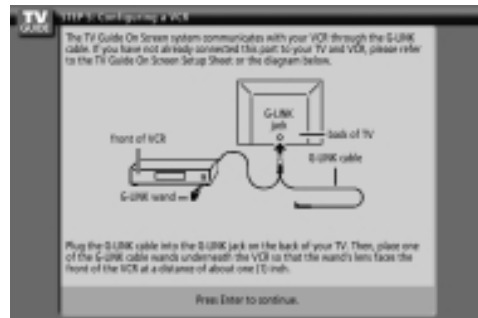 TV GUIDE
STEP 5: Configuring a VCR
The TV Guide On Screen system communicates with your VCR through the G-LINK
cable. If you have not already connected this part to your TV and VCR, please refer
to the TV Guide On Screen Setup Sheet or the diagram below.
G-LINK
jack
front of VCR
back of TV
G-LINK cable
G-LINK wand
Plug the G-LINK cable into the G-LINK jack on the back of your TV. Then, place one
of the G-LINK cable wands underneath the VCR so that the wand's lens faces the
front of the VCR at a distance of about one (1) inch.
Press Enter to continue.